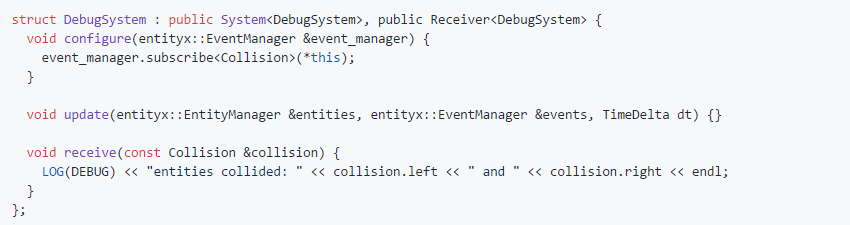 struct DebugSystem : public System<DebugSystem>, public Receiver<DebugSystem> {
  void configure(entityx::EventManager &event_manager) {
    event_manager.subscribe<Collision>(*this);
  }

  void update(entityx::EntityManager &entities, entityx::EventManager &events, TimeDelta dt) {}

  void receive(const Collision &collision) {
    LOG(DEBUG) << "entities collided: " << collision.left << " and " << collision.right << endl;
  }
};